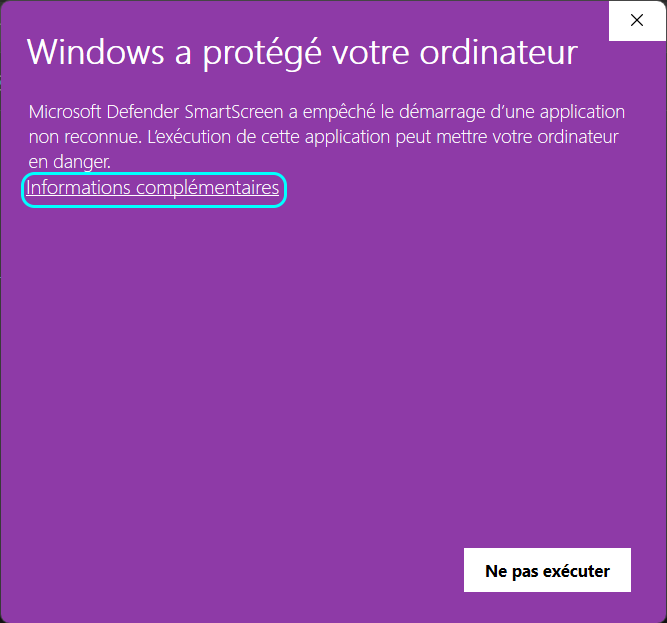 Windows a protégé votre ordinateur
Microsoft Defender SmartScreen a empêché le démarrage d’une application
non reconnue. L’exécution de cette application peut mettre votre ordinateur
en danger.
Informations complémentaires
Ne pas exécuter